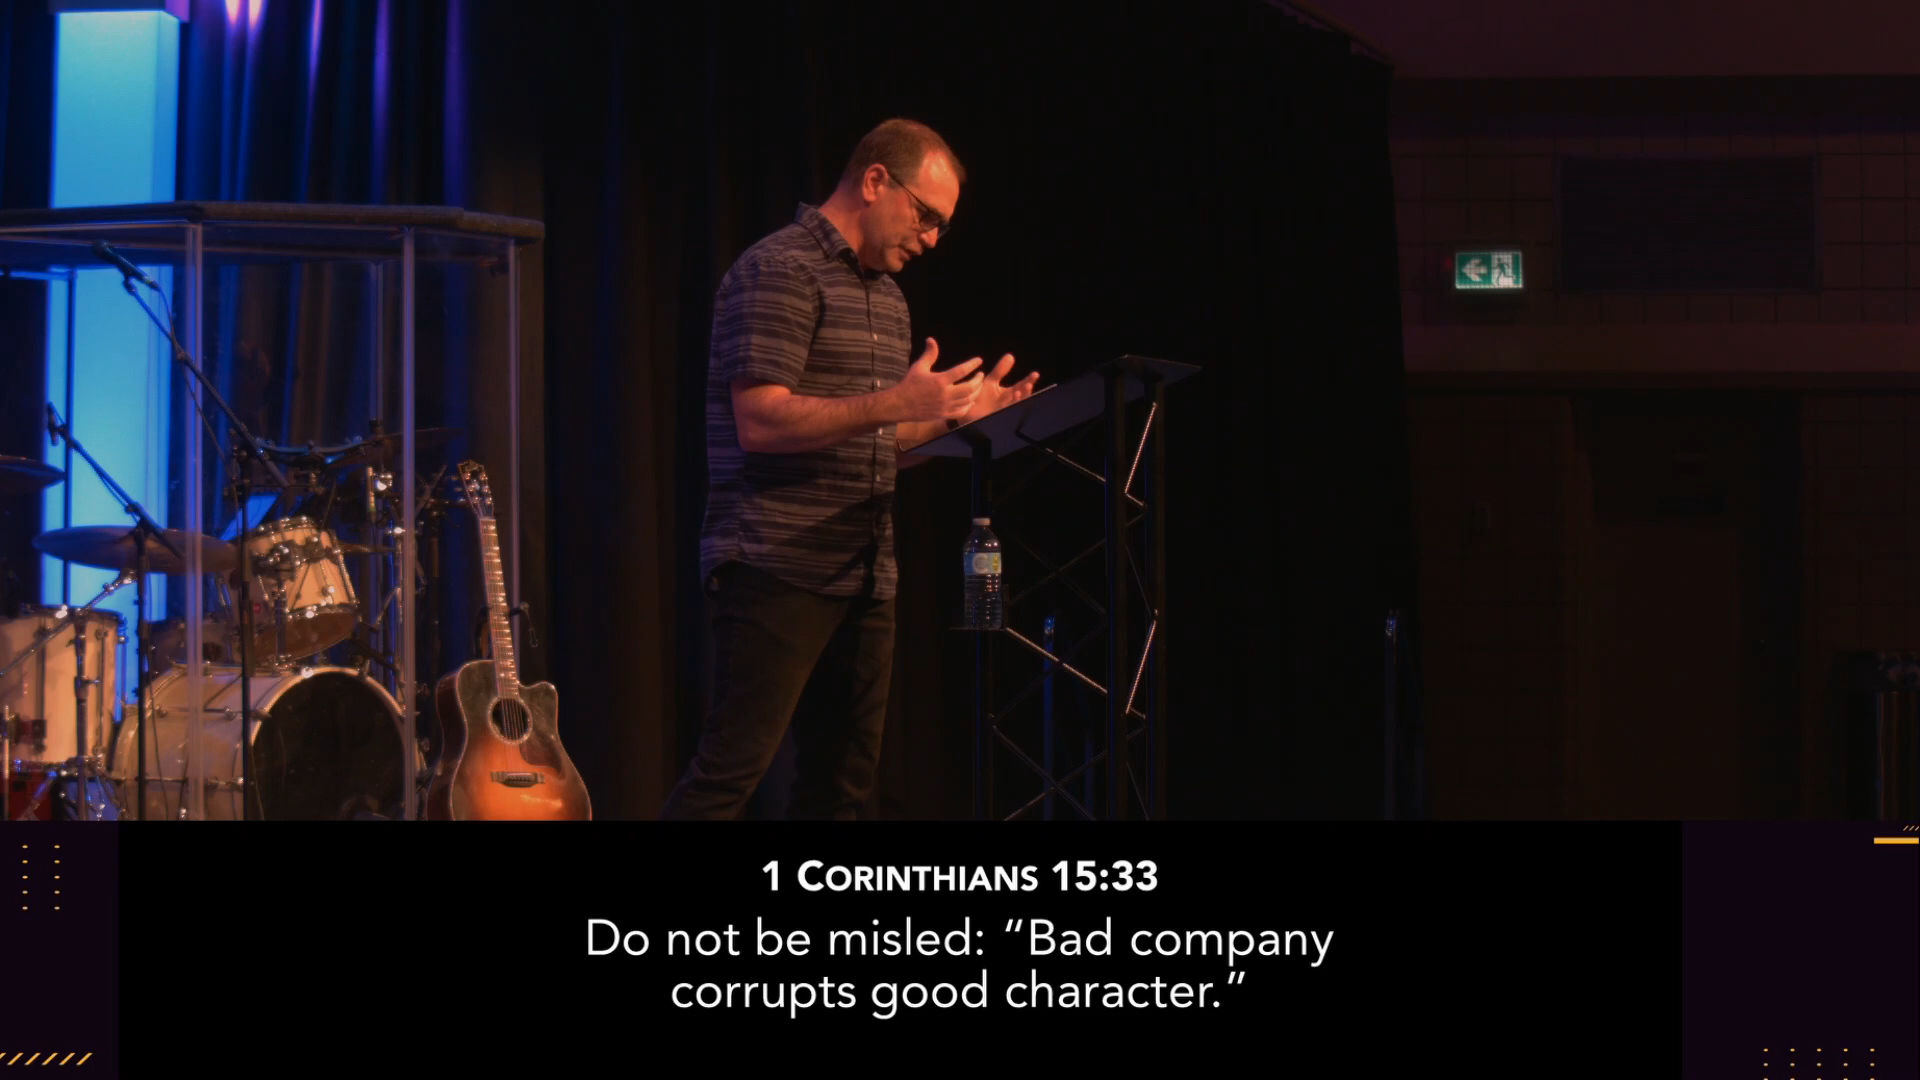 1 CORINTHIANS 15:33
Do not be misled: “Bad company
corrupts good character.”